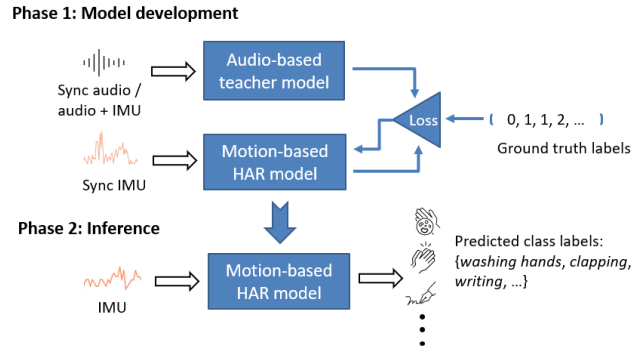 Phase 1: Model development
Audio-based
teacher model
Sync audio /
audio + IMU
Loss
0, 1, 1, 2, ...
Ground truth labels
Motion-based
HAR model
Sync IMU
Phase 2: Inference
Predicted class labels:
{washing hands, clapping,
writing, ...}
Motion-based
HAR model
IMU